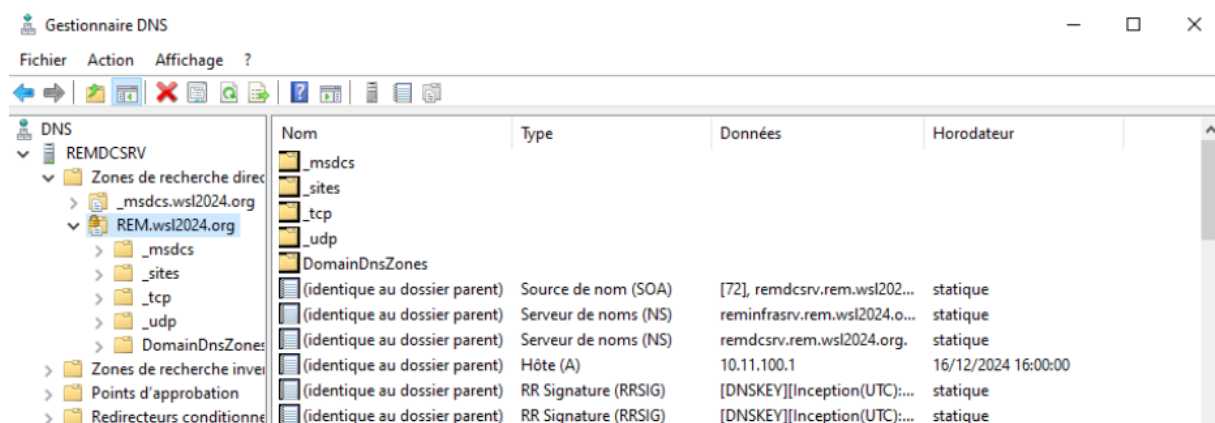 Gestionnaire DNS
Fichier Action Affichage ?
DNS
REMDCSRV
Zones de recherche direc
_msdcs.wsl2024.org
REM.wsl2024.org
_msdcs
_sites
_tcp
_udp
DomainDnsZones
Zones de recherche inver
Points d'approbation
Redirecteurs conditionne
Nom Type Données Horodateur
_msdcs
_sites
_tcp
_udp
DomainDnsZones
(identique au dossier parent) Source de nom (SOA) [72], remdcsrv.rem.wsl202... statique
(identique au dossier parent) Serveur de noms (NS) reminfrasrv.rem.wsl2024.o... statique
(identique au dossier parent) Serveur de noms (NS) remdcsrv.rem.wsl2024.org. statique
(identique au dossier parent) Hôte (A) 10.11.100.1 16/12/2024 16:00:00
(identique au dossier parent) RR Signature (RRSIG) [DNSKEY][Inception(UTC):... statique
(identique au dossier parent) RR Signature (RRSIG) [DNSKEY][Inception(UTC):... statique